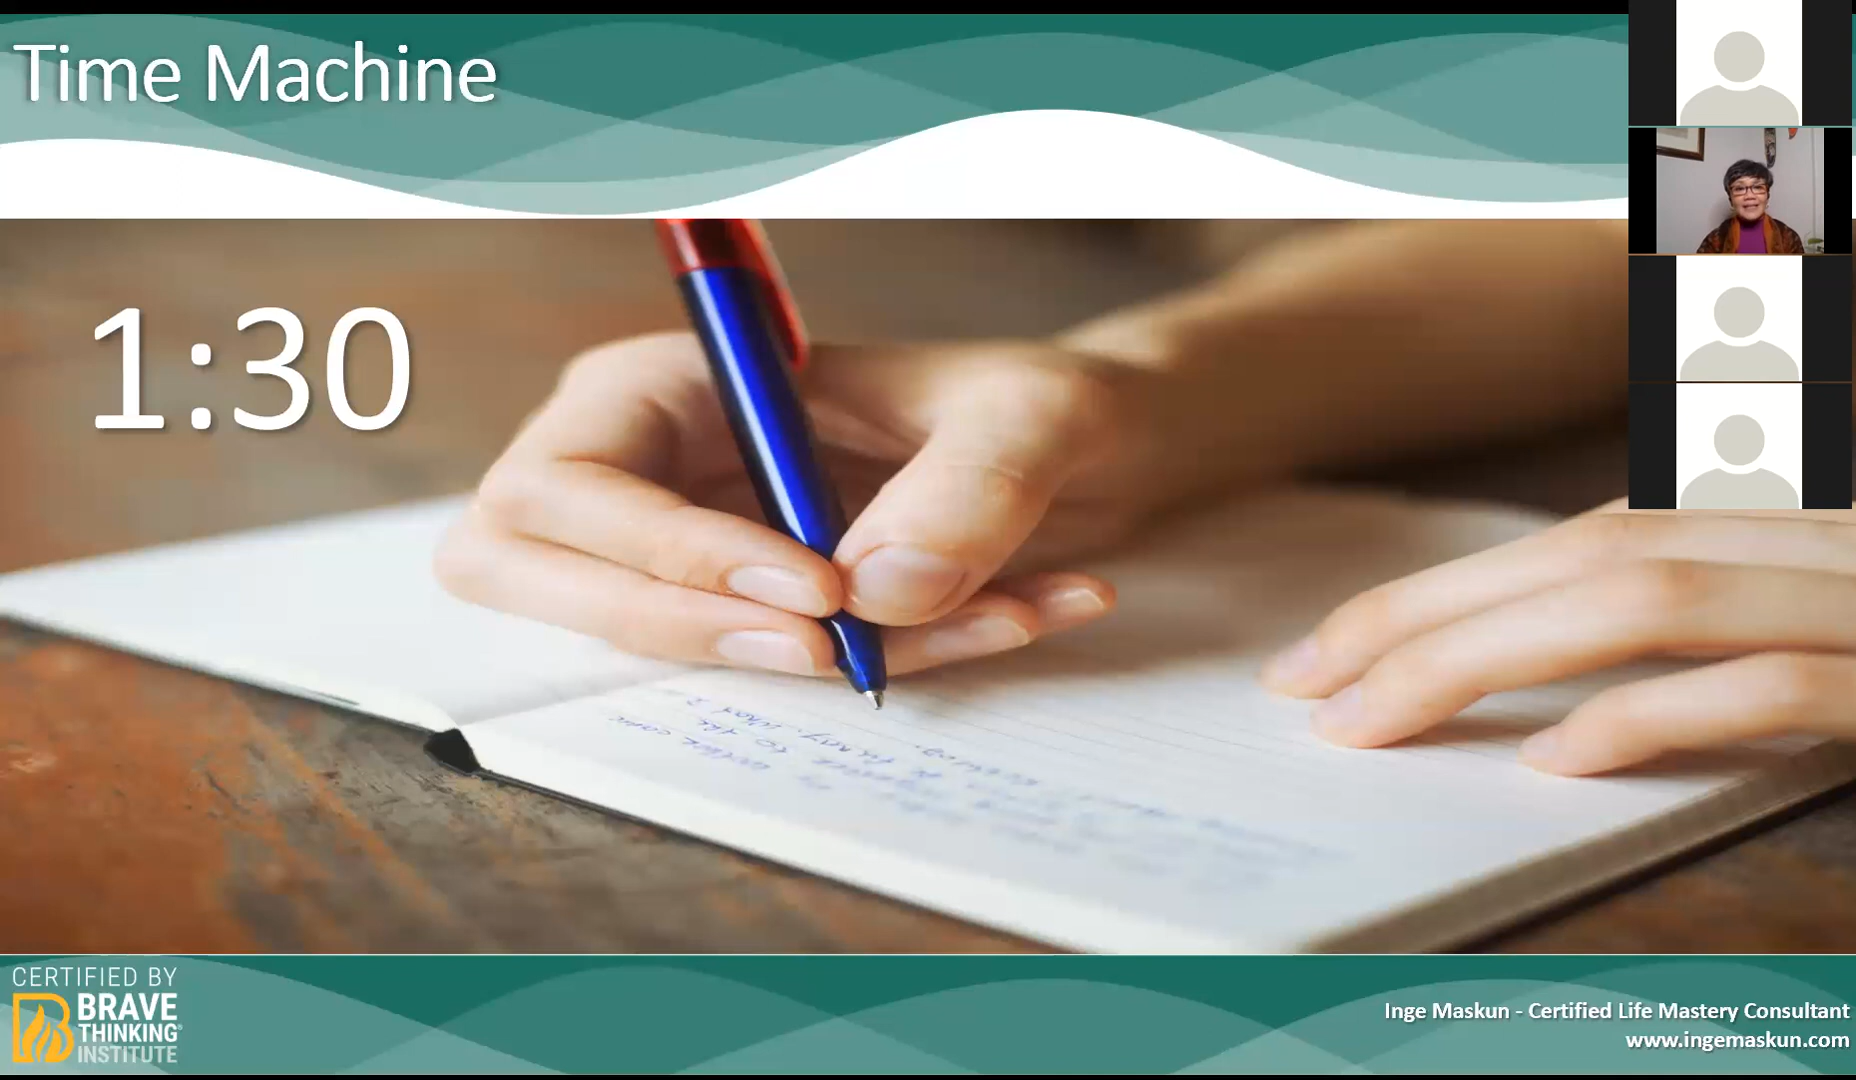 Time Machine
1:30
CERTIFIED BY
BRAVE
THINKING®
INSTITUTE
Inge Maskun - Certified Life Mastery Consultant
www.ingemaskun.com